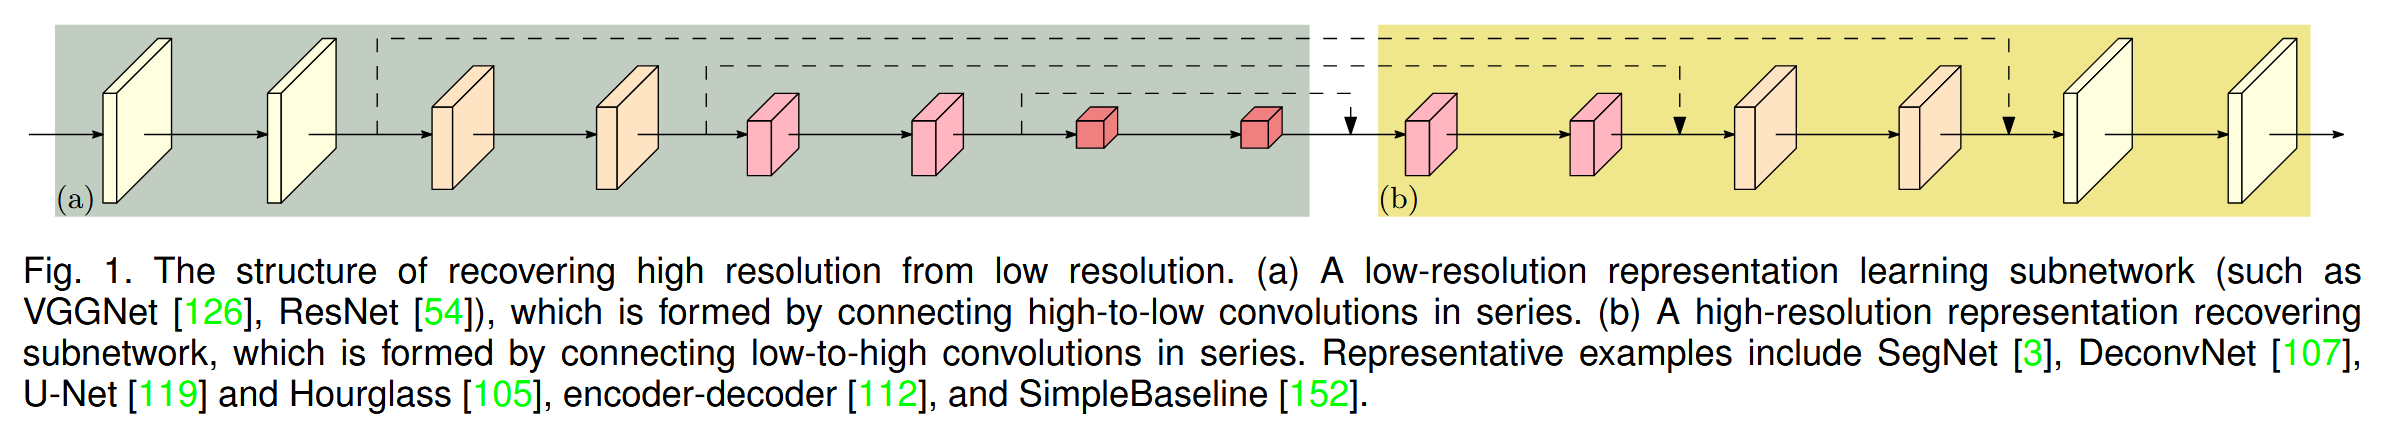 (a)
(b)
Fig. 1. The structure of recovering high resolution from low resolution. (a) A low-resolution representation learning subnetwork (such as
VGGNet [126], ResNet [54]), which is formed by connecting high-to-low convolutions in series. (b) A high-resolution representation recovering
subnetwork, which is formed by connecting low-to-high convolutions in series. Representative examples include SegNet [3], DeconvNet [107],
U-Net [119] and Hourglass [105], encoder-decoder [112], and SimpleBaseline [152].